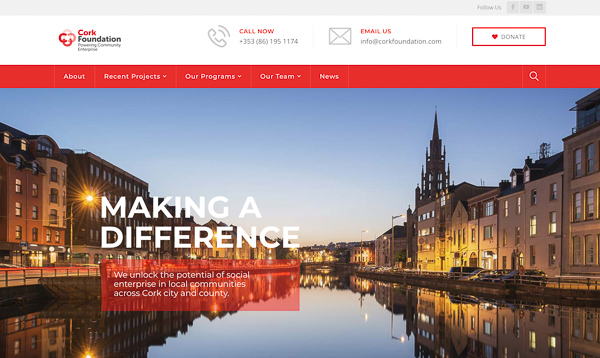 Follow Us
Cork
Foundation
Powering Community
Enterprise
CALL NOW
+353 (86) 195 1174
EMAIL US
info@corkfoundation.com
DONATE
About
Recent Projects
Our Programs
Our Team
News
MAKING A
DIFFERENCE
We unlock the potential of social
enterprise in local communities
across Cork city and county.